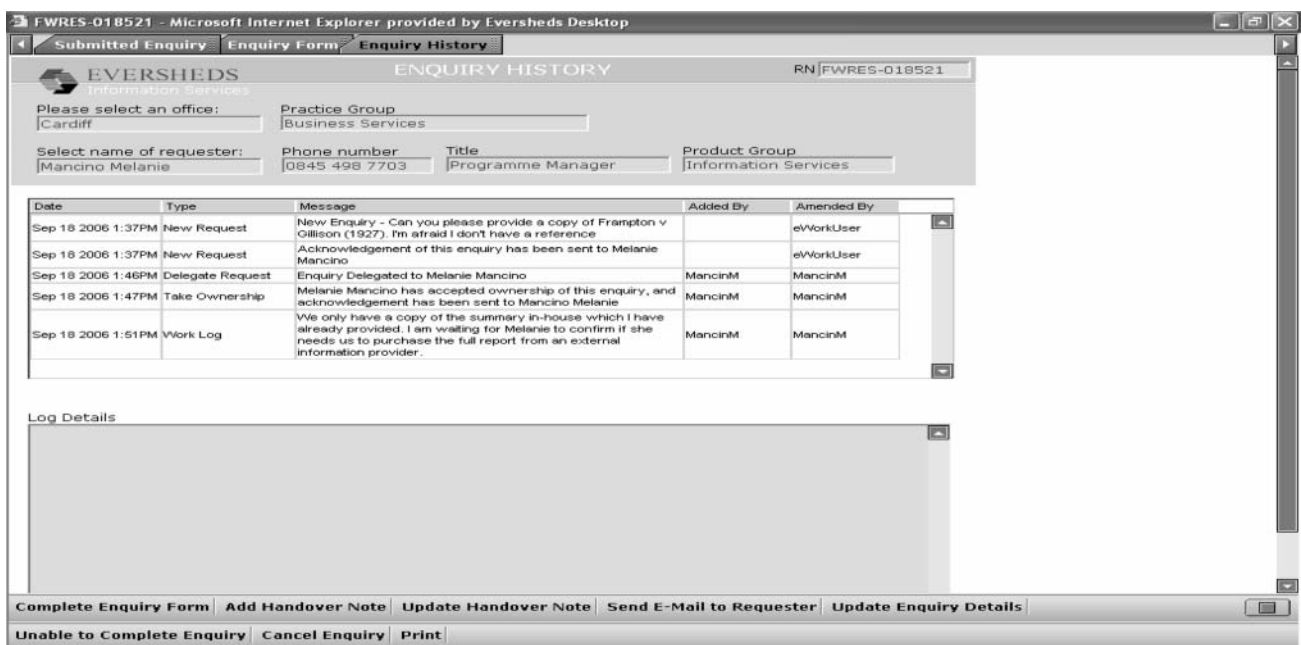 FWRES-018521 - Microsoft Internet Explorer provided by Eversheds Desktop
Submitted Enquiry Enquiry Form Enquiry History
EVERSHEDS ENQUIRY HISTORY RN FWRES-018521
Information Services
Please select an office: Practice Group
Cardiff Business Services
Select name of requester: Phone number Title Product Group
Mancino Melanie 0845 498 7703 Programme Manager Information Services
Date Type Message Added By Amended By
New Enquiry - Can you please provide a copy of Frampton v
Sep 18 2006 1:37PM New Request Gillison (1927). I'm afraid I don't have a reference eWorkUser
Acknowledgement of this enquiry has been sent to Melanie
Sep 18 2006 1:37PM New Request Mancino eWorkUser
Sep 18 2006 1:46PM Delegate Request Enquiry Delegated to Melanie Mancino MancinM MancinM
Melanie Mancino has accepted ownership of this enquiry, and
Sep 18 2006 1:47PM Take Ownership acknowledgement has been sent to Mancino Melanie MancinM MancinM
We only have a copy of the summary in-house which I have
already provided. I am waiting for Melanie to confirm if she
Sep 18 2006 1:51PM Work Log needs us to purchase the full report from an external MancinM MancinM
information provider.
Log Details
Complete Enquiry Form Add Handover Note Update Handover Note Send E-Mail to Requester Update Enquiry Details
Unable to Complete Enquiry Cancel Enquiry Print